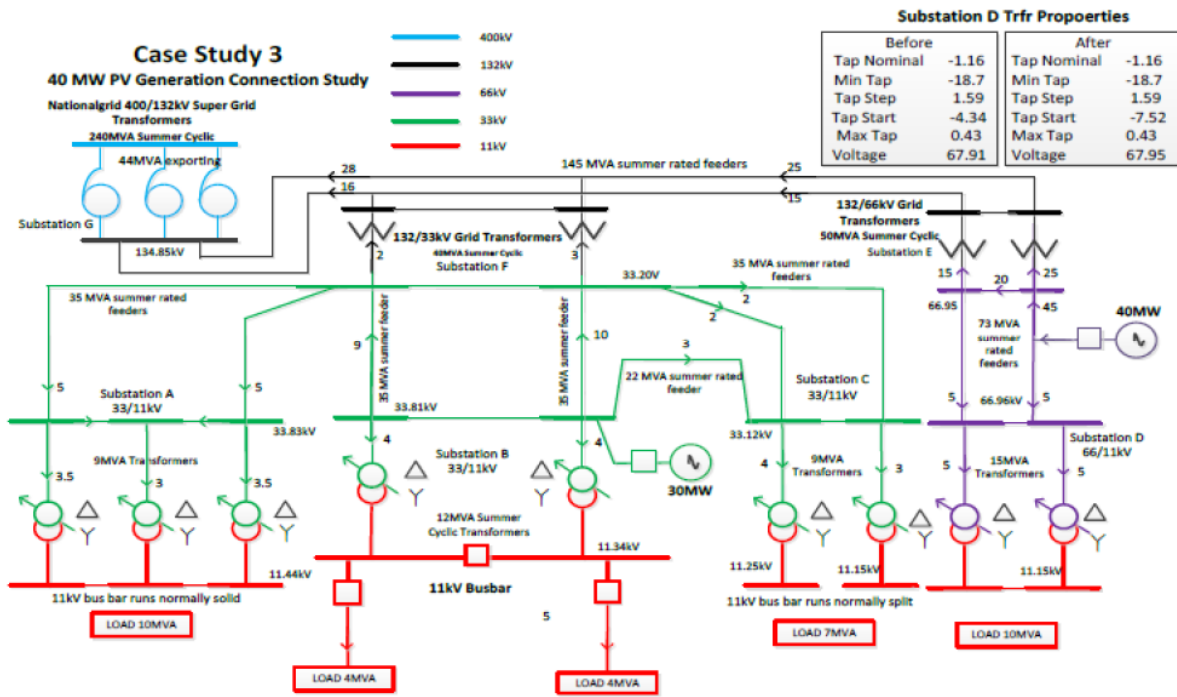 Case Study 3
40 MW PV Generation Connection Study
Nationalgrid 400/132kV Super Grid
Transformers
240MVA Summer Cyclic
44MVA exporting
Substation G
134.85kV
400kV
132kV
66kV
33kV
11kV
Substation D Trfr Propoerties
Before
Tap Nominal -1.16
Min Tap -18.7
Tap Step 1.59
Tap Start -4.34
Max Tap 0.43
Voltage 67.91
After
Tap Nominal -1.16
Min Tap -18.7
Tap Step 1.59
Tap Start -7.52
Max Tap 0.43
Voltage 67.95
28
145 MVA summer rated feeders
25
16
15
132/33kV Grid Transformers
40MVA Summer Cyclic
Substation F
2
3
132/66kV Grid
Transformers
50MVA Summer Cyclic
Substation E
15
25
20
66.95
45
40MW
73 MVA
summer
rated
feeders
35 MVA summer rated
feeders
33.20V
35 MVA summer rated
feeders
2
2
9
35 MVA summer feeder
35 MVA summer feeder
10
3
22 MVA summer rated
feeder
5
5
Substation A
33/11kV
33.83kV
33.81kV
Substation C
33/11kV
33.12kV
5
66.96kV
5
Substation D
66/11kV
9MVA Transformers
3.5
3
3.5
4
Substation B
33/11kV
4
30MW
4
9MVA
Transformers
3
5
15MVA
Transformers
5
12MVA Summer
Cyclic Transformers
11.44kV
11.34kV
11.25kV
11.15kV
11.15kV
11kV bus bar runs normally solid
11kV Busbar
11kV bus bar runs normally split
5
LOAD 10MVA
LOAD 7MVA
LOAD 10MVA
LOAD 4MVA
LOAD 4MVA